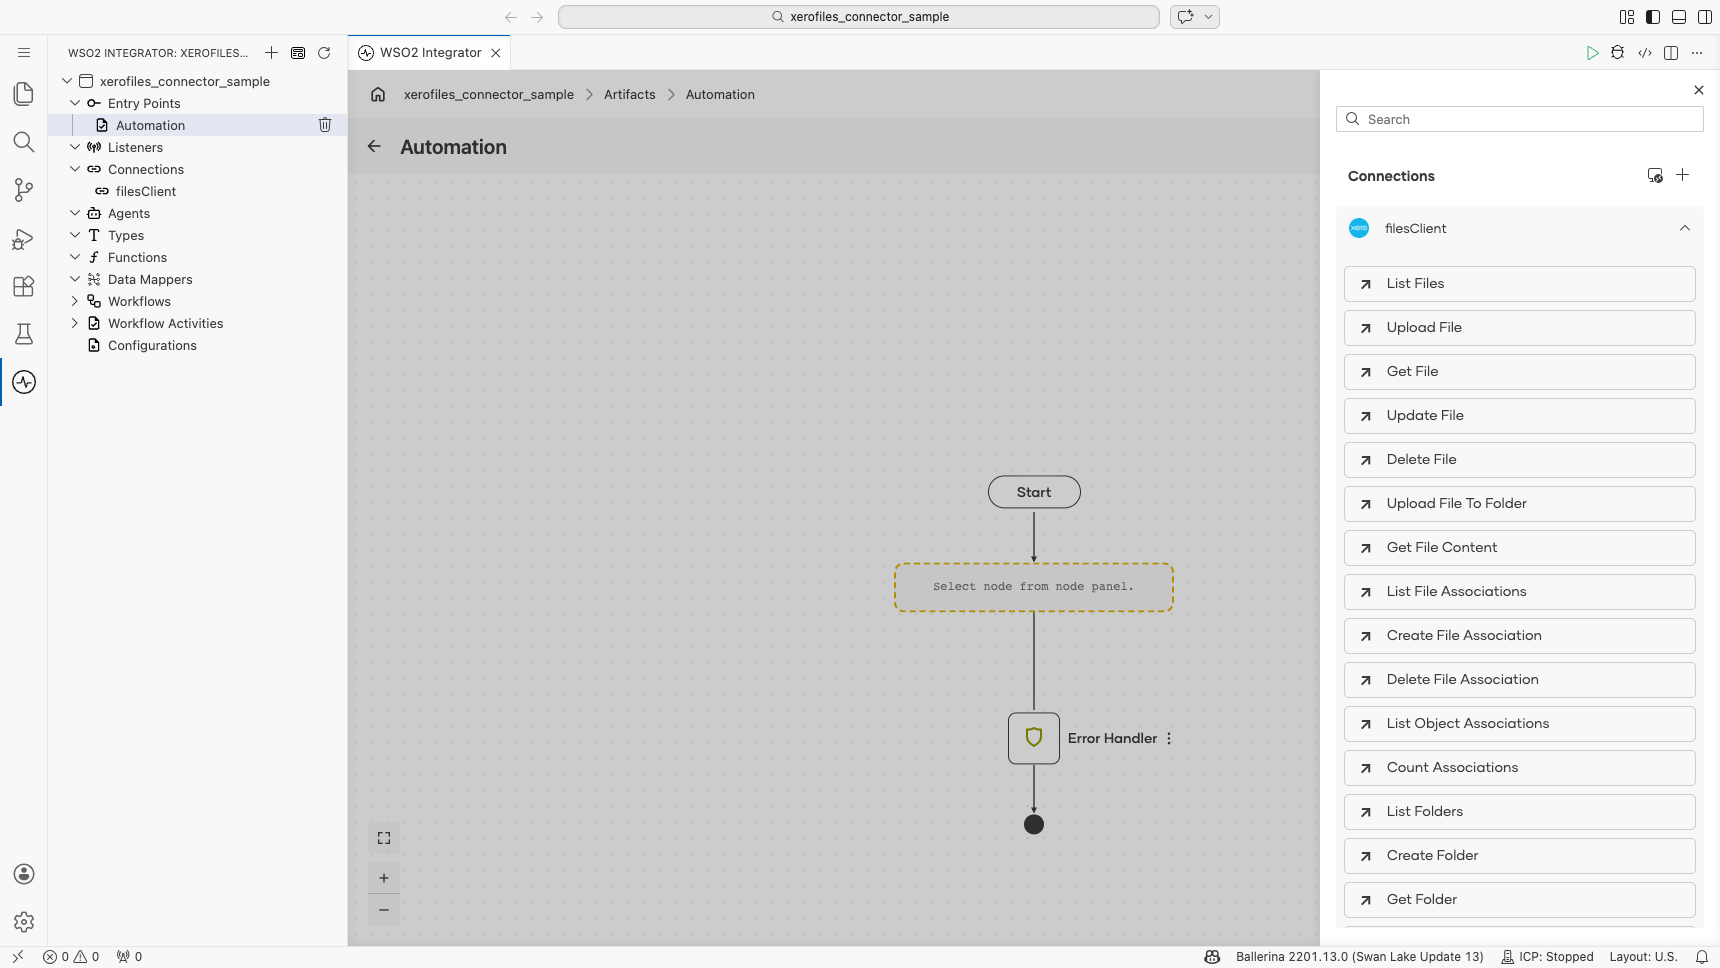 xerofiles_connector_sample
WSO2 INTEGRATOR: XEROFILES...
WSO2 Integrator
xerofiles_connector_sample
Entry Points
Automation
Listeners
Connections
filesClient
Agents
Types
Functions
Data Mappers
Workflows
Workflow Activities
Configurations
xerofiles_connector_sample
Artifacts
Automation
Automation
Start
Select node from node panel.
Error Handler
Search
Connections
xero
filesClient
List Files
Upload File
Get File
Update File
Delete File
Upload File To Folder
Get File Content
List File Associations
Create File Association
Delete File Association
List Object Associations
Count Associations
List Folders
Create Folder
Get Folder
0
0
0
Ballerina 2201.13.0 (Swan Lake Update 13)
ICP: Stopped
Layout: U.S.